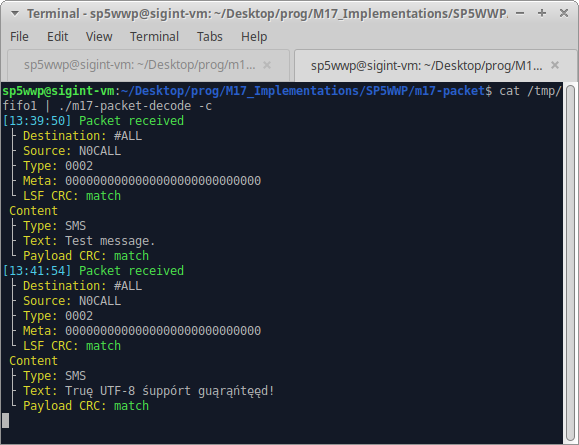 Terminal - sp5wwp@sigint-vm: ~/Desktop/prog/M17_Implementations/SP5WWP/
File Edit View Terminal Tabs Help
sp5wwp@sigint-vm: ~/Desktop/prog/m1... sp5wwp@sigint-vm: ~/Desktop/prog/M1...
sp5wwp@sigint-vm:~/Desktop/prog/M17_Implementations/SP5WWP/m17-packet$ cat /tmp/
fifo1 | ./m17-packet-decode -c
[13:39:50] Packet received
├ Destination: #ALL
├ Source: N0CALL
├ Type: 0002
├ Meta: 0000000000000000000000000000
└ LSF CRC: match
Content
├ Type: SMS
├ Text: Test message.
└ Payload CRC: match
[13:41:54] Packet received
├ Destination: #ALL
├ Source: N0CALL
├ Type: 0002
├ Meta: 0000000000000000000000000000
└ LSF CRC: match
Content
├ Type: SMS
├ Text: Truę UTF-8 śuppórt guąrąńtęęd!
└ Payload CRC: match